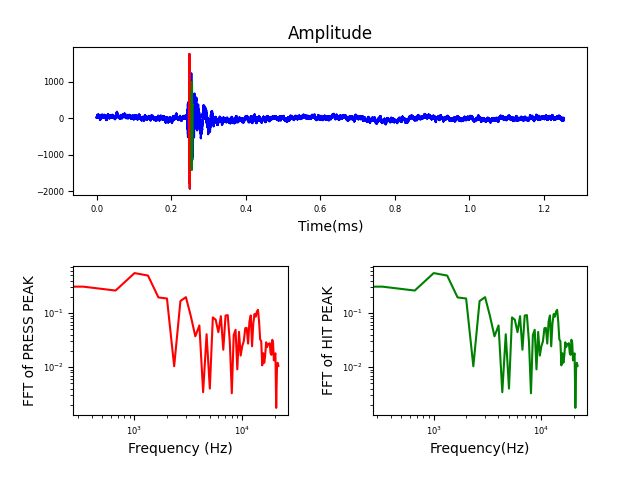 Amplitude
1000
0
−1000
−2000
0.0 0.2 0.4 0.6 0.8 1.0 1.2
Time(ms)
FFT of PRESS PEAK
10⁻¹
10⁻²
10³ 10⁴
Frequency (Hz)
FFT of HIT PEAK
10⁻¹
10⁻²
10³ 10⁴
Frequency(Hz)